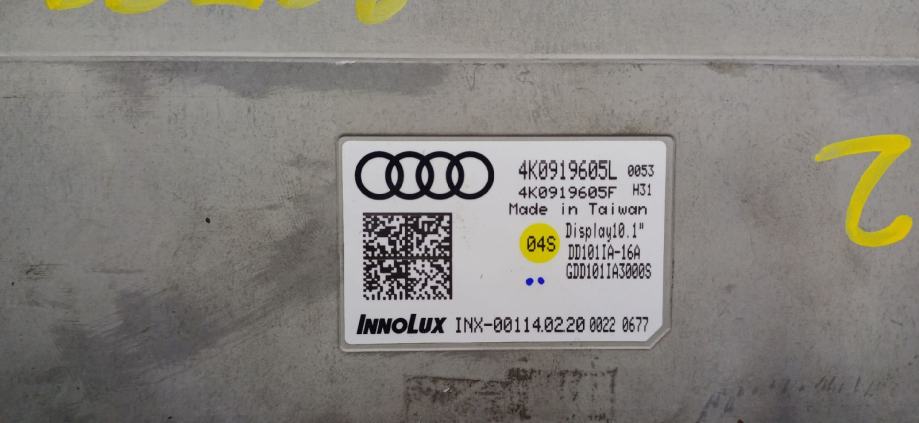 4K0919605L 0053
4K0919605F H31
Made in Taiwan
04S Display10.1"
DD101IA-16A
GDD101IA3000S
INNOLUX INX-00114.02.20 0022 0677
2